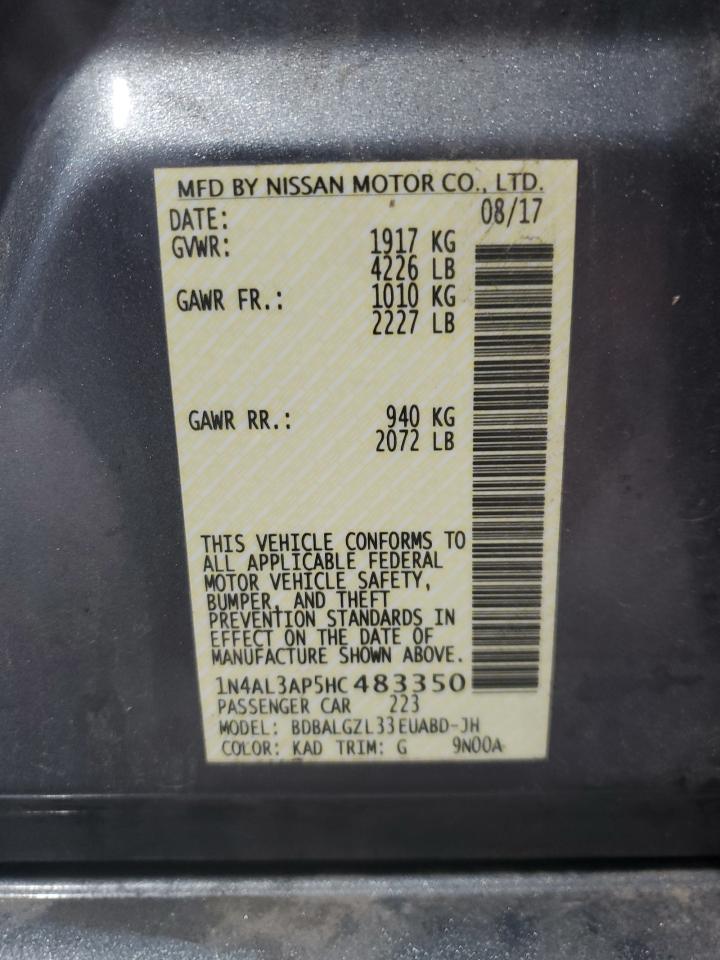 MFD BY NISSAN MOTOR CO., LTD.
DATE: 08/17
GVWR: 1917 KG
4226 LB
GAWR FR.: 1010 KG
2227 LB
GAWR RR.: 940 KG
2072 LB
THIS VEHICLE CONFORMS TO
ALL APPLICABLE FEDERAL
MOTOR VEHICLE SAFETY,
BUMPER, AND THEFT
PREVENTION STANDARDS IN
EFFECT ON THE DATE OF
MANUFACTURE SHOWN ABOVE.
1N4AL3AP5HC483350
PASSENGER CAR 223
MODEL: BDBALGZL33EUABD-JH
COLOR: KAD TRIM: G 9N00A